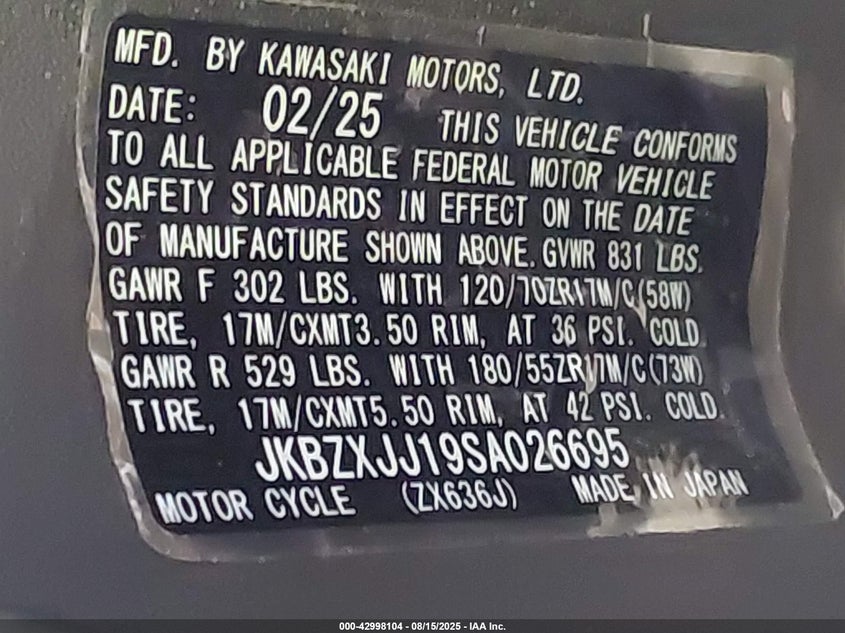 MFD. BY KAWASAKI MOTORS, LTD.
DATE: 02/25 THIS VEHICLE CONFORMS
TO ALL APPLICABLE FEDERAL MOTOR VEHICLE
SAFETY STANDARDS IN EFFECT ON THE DATE
OF MANUFACTURE SHOWN ABOVE. GVWR 831 LBS.
GAWR F 302 LBS. WITH 120/70ZR17M/C(58W)
TIRE, 17M/CXMT3.50 RIM, AT 36 PSI. COLD.
GAWR R 529 LBS. WITH 180/55ZR17M/C(73W)
TIRE, 17M/CXMT5.50 RIM, AT 42 PSI. COLD.
JKBZXJJ19SA026695
MOTOR CYCLE (ZX636J) MADE IN JAPAN
000-42998104 - 08/15/2025 - IAA Inc.